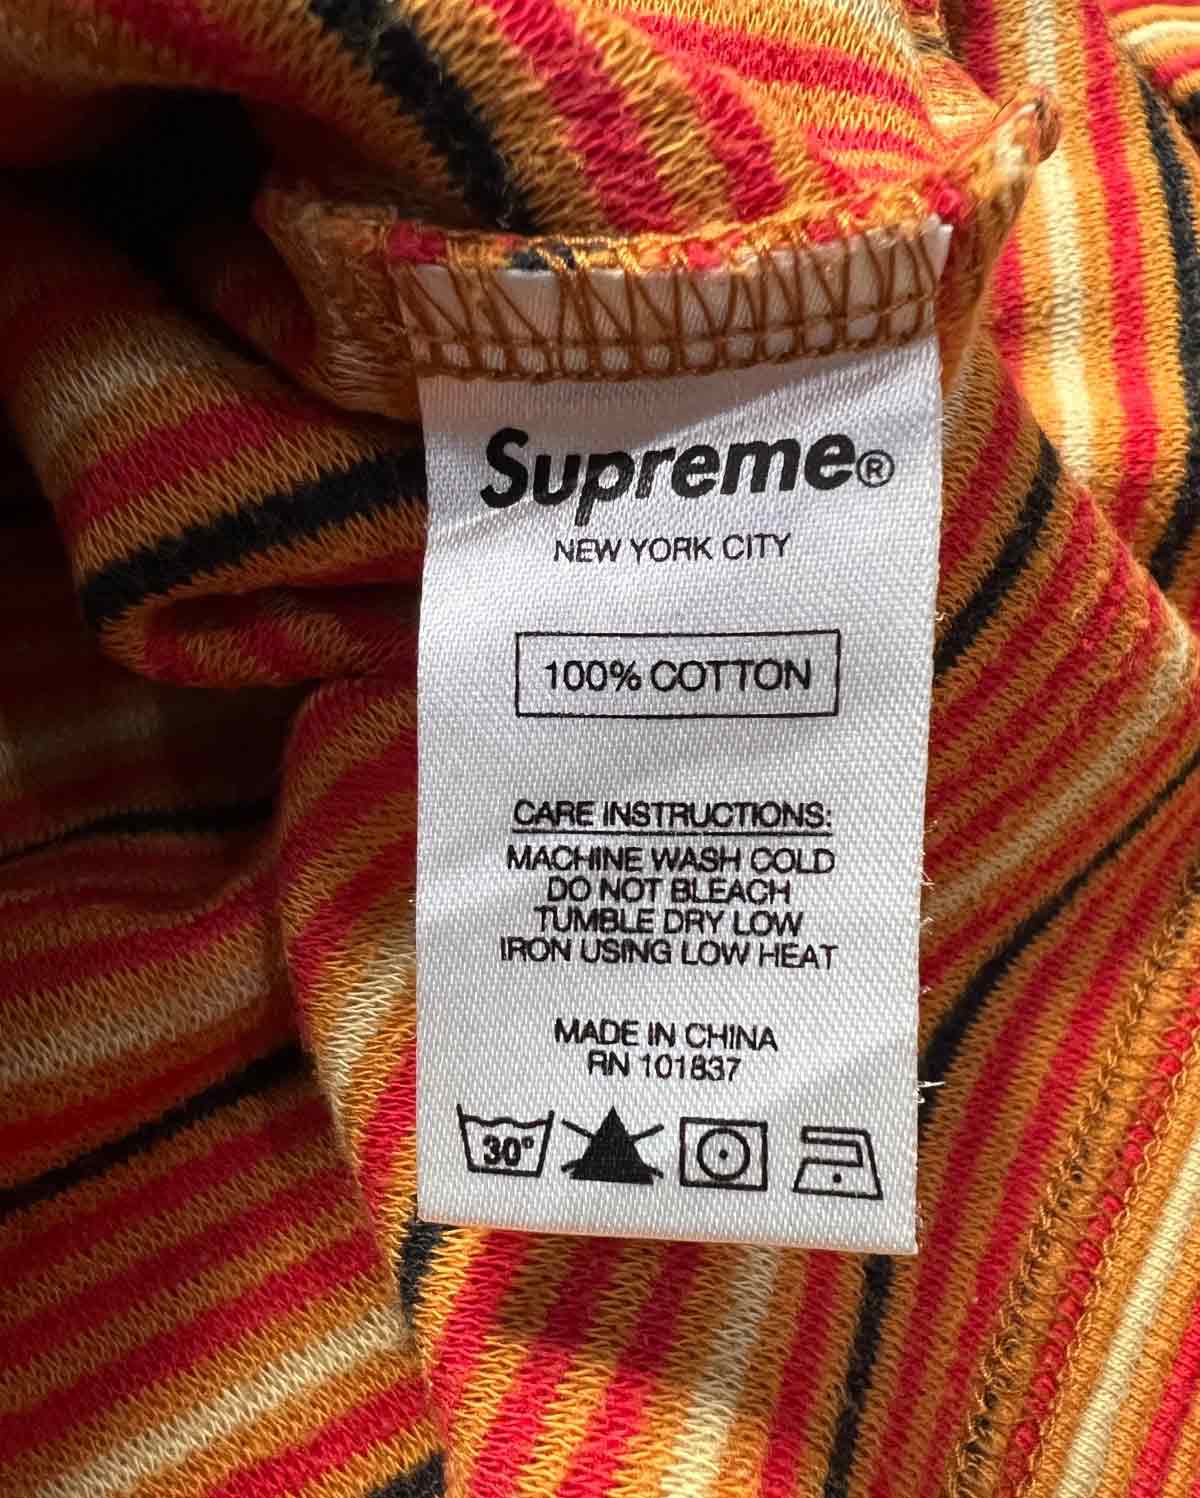 Supreme®
NEW YORK CITY
100% COTTON
CARE INSTRUCTIONS:
MACHINE WASH COLD
DO NOT BLEACH
TUMBLE DRY LOW
IRON USING LOW HEAT
MADE IN CHINA
RN 101837
30°